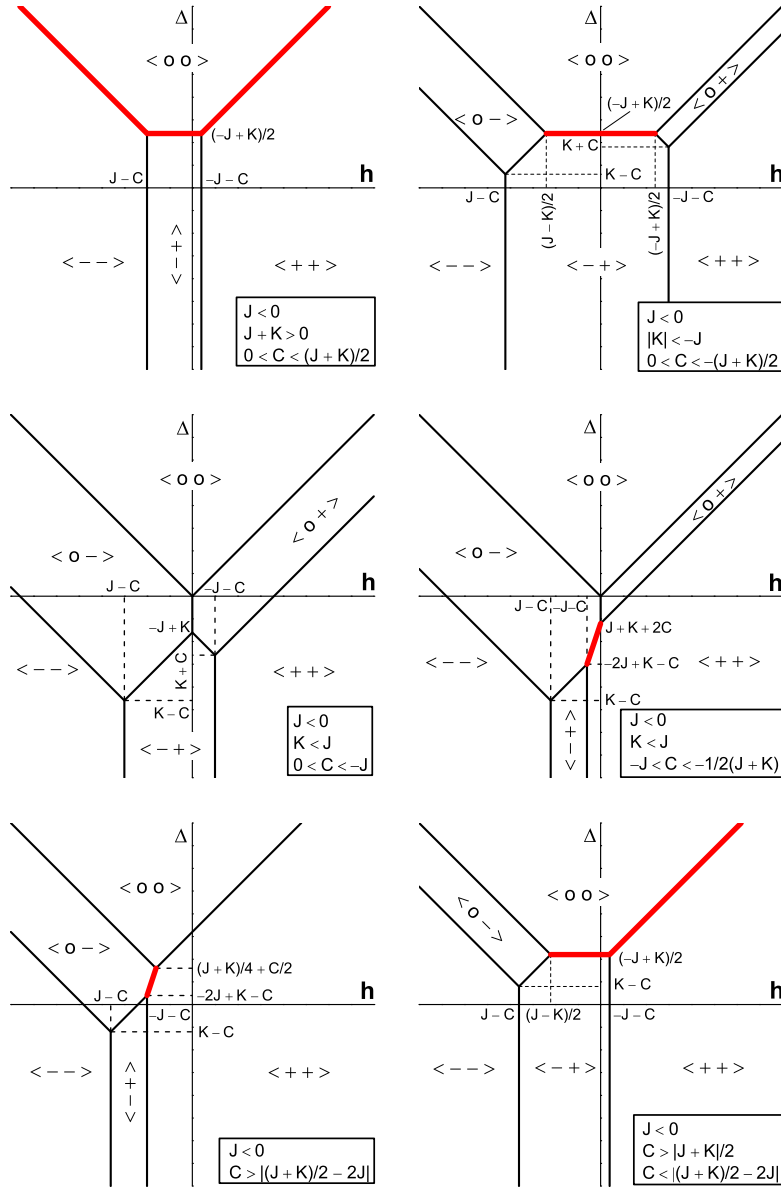 Δ
< o o >
(−J + K)/2
J − C
−J − C
h
< − − >
< − + >
< + + >
J < 0
J + K > 0
0 < C < (J + K)/2
Δ
< o o >
< o − >
< o + >
(−J + K)/2
K + C
K − C
h
J − C
(J − K)/2
(−J + K)/2
−J − C
< − − >
< − + >
< + + >
J < 0
|K| < −J
0 < C < −(J + K)/2
Δ
< o o >
< o − >
< o + >
J − C
−J − C
h
−J + K
K + C
K − C
< − − >
< − + >
< + + >
J < 0
K < J
0 < C < −J
Δ
< o o >
< o − >
< o + >
J − C
−J − C
h
J + K + 2C
−2J + K − C
K − C
< − − >
< − + >
< + + >
J < 0
K < J
−J < C < −1/2(J + K)
Δ
< o o >
< o − >
(J + K)/4 + C/2
J − C
−2J + K − C
h
−J − C
K − C
< − − >
< − + >
< + + >
J < 0
C > |(J + K)/2 − 2J|
Δ
< o o >
< o − >
(−J + K)/2
K − C
h
J − C
(J − K)/2
−J − C
< − − >
< − + >
< + + >
J < 0
C > |J + K|/2
C < |(J + K)/2 − 2J|